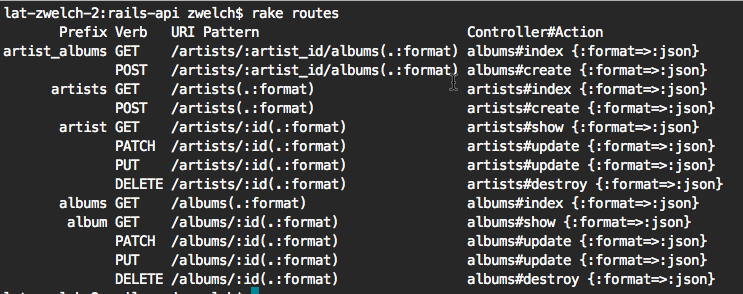 lat-zwelch-2:rails-api zwelch$ rake routes
Prefix Verb URI Pattern Controller#Action
artist_albums GET /artists/:artist_id/albums(.:format) albums#index {:format=>:json}
POST /artists/:artist_id/albums(.:format) albums#create {:format=>:json}
artists GET /artists(.:format) artists#index {:format=>:json}
POST /artists(.:format) artists#create {:format=>:json}
artist GET /artists/:id(.:format) artists#show {:format=>:json}
PATCH /artists/:id(.:format) artists#update {:format=>:json}
PUT /artists/:id(.:format) artists#update {:format=>:json}
DELETE /artists/:id(.:format) artists#destroy {:format=>:json}
albums GET /albums(.:format) albums#index {:format=>:json}
album GET /albums/:id(.:format) albums#show {:format=>:json}
PATCH /albums/:id(.:format) albums#update {:format=>:json}
PUT /albums/:id(.:format) albums#update {:format=>:json}
DELETE /albums/:id(.:format) albums#destroy {:format=>:json}